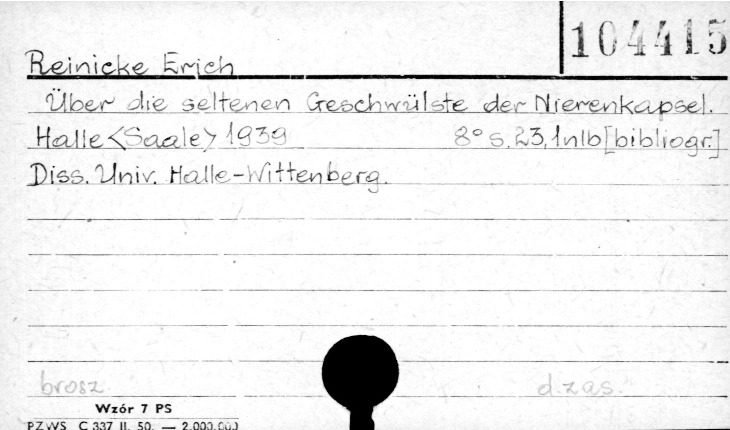 104415
Reinicke Erich
Über die seltenen Geschwülste der Nierenkapsel.
Halle <Saale> 1939 8° s. 23, 1nlb [bibliogr.]
Diss. Univ. Halle-Wittenberg.
brosz. d.zas.
Wzór 7 PS
PZWS C 337 II. 50. — 2.000.000